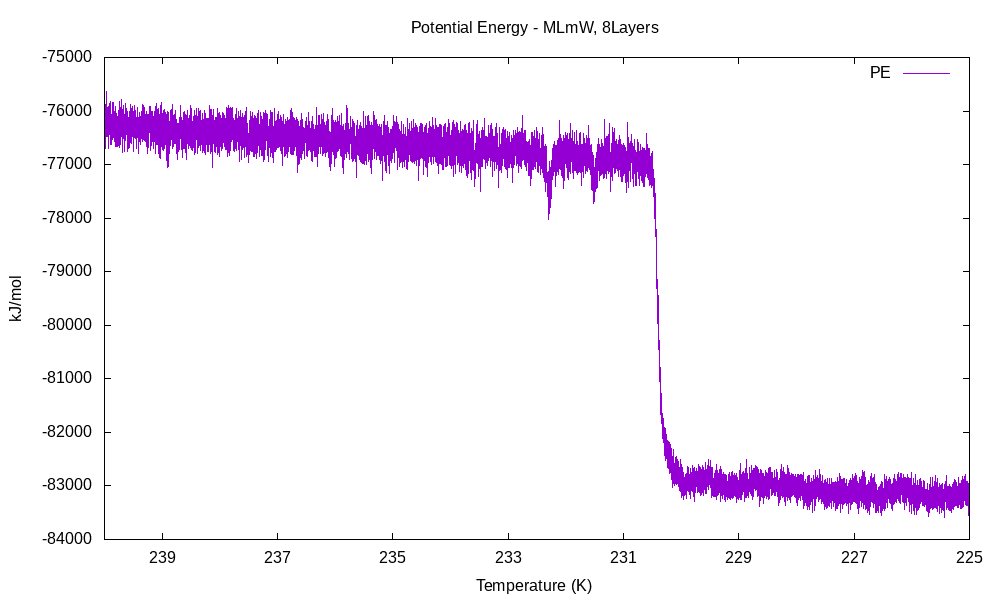 Potential Energy - MLmW, 8Layers
PE
-75000
-76000
-77000
-78000
-79000
-80000
-81000
-82000
-83000
-84000
kJ/mol
239 237 235 233 231 229 227 225
Temperature (K)